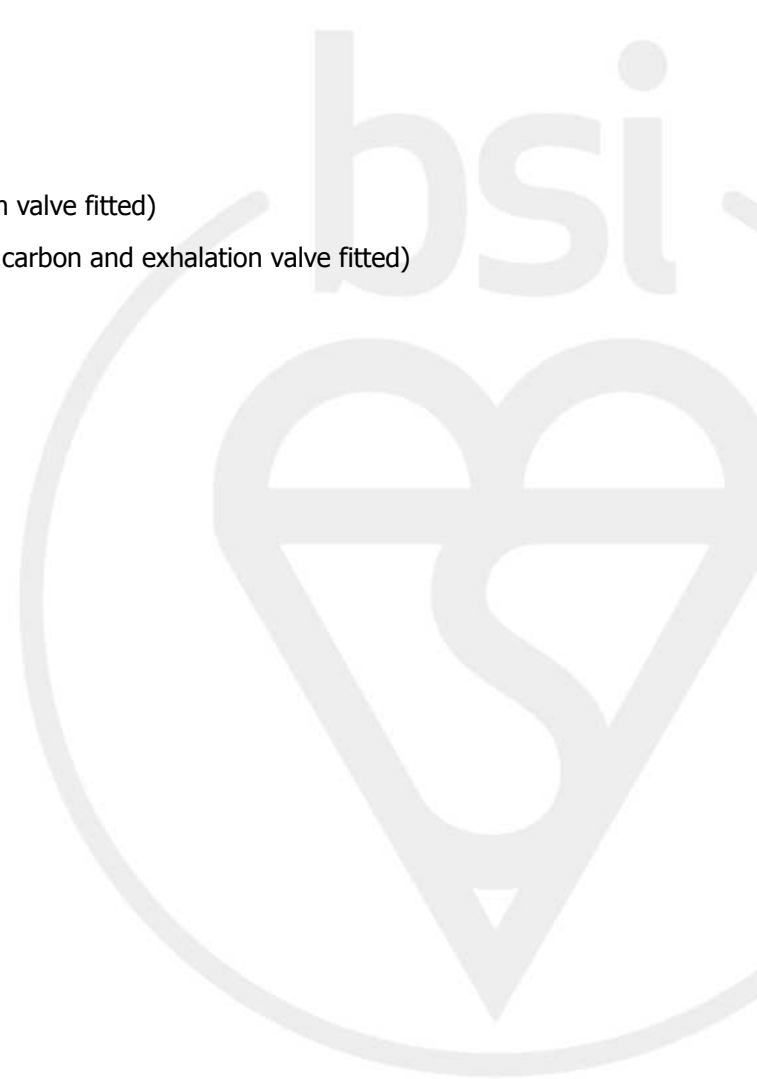 bsi
n valve fitted)
carbon and exhalation valve fitted)